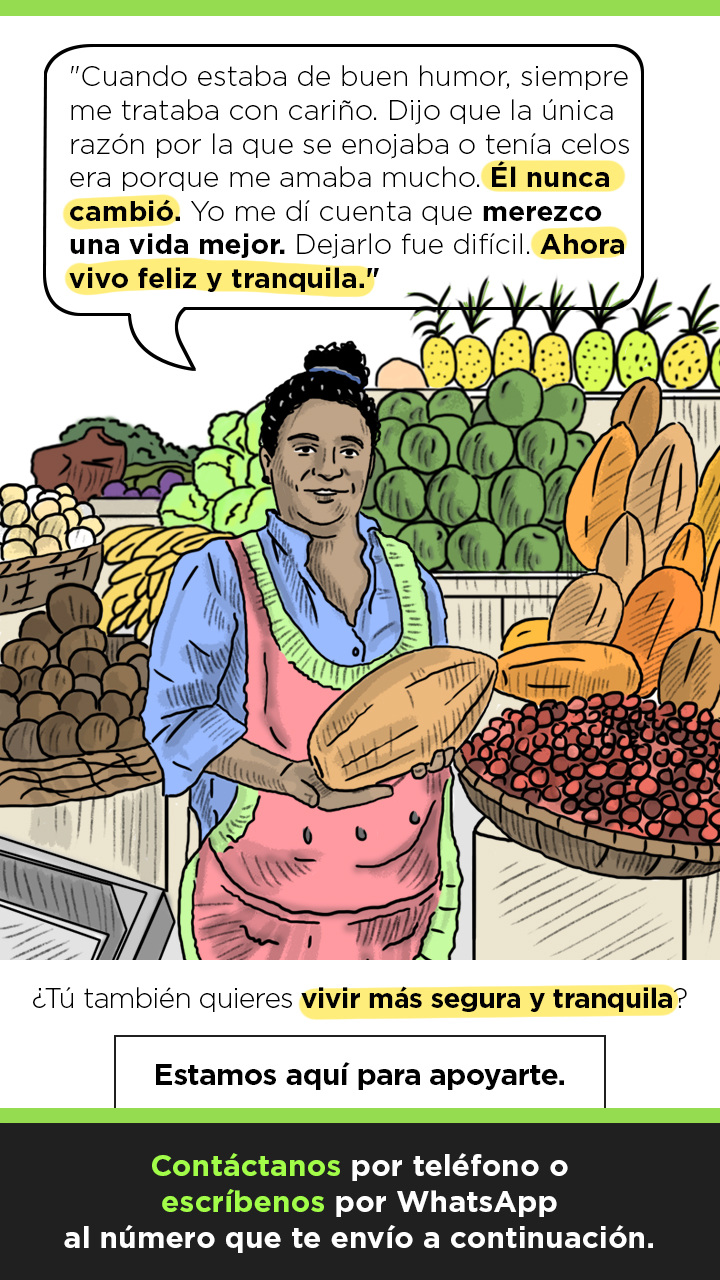 "Cuando estaba de buen humor, siempre
me trataba con cariño. Dijo que la única
razón por la que se enojaba o tenía celos
era porque me amaba mucho. Él nunca
cambió. Yo me dí cuenta que merezco
una vida mejor. Dejarlo fue difícil. Ahora
vivo feliz y tranquila."
¿Tú también quieres vivir más segura y tranquila?
Estamos aquí para apoyarte.
Contáctanos por teléfono o
escríbenos por WhatsApp
al número que te envío a continuación.